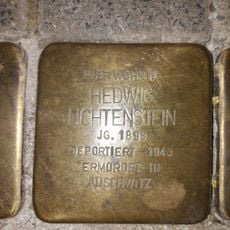 HIER WOHNTE
HEDWIG
LICHTENSTEIN
JG. 1898
DEPORTIERT 1943
ERMORDET IN
AUSCHWITZ